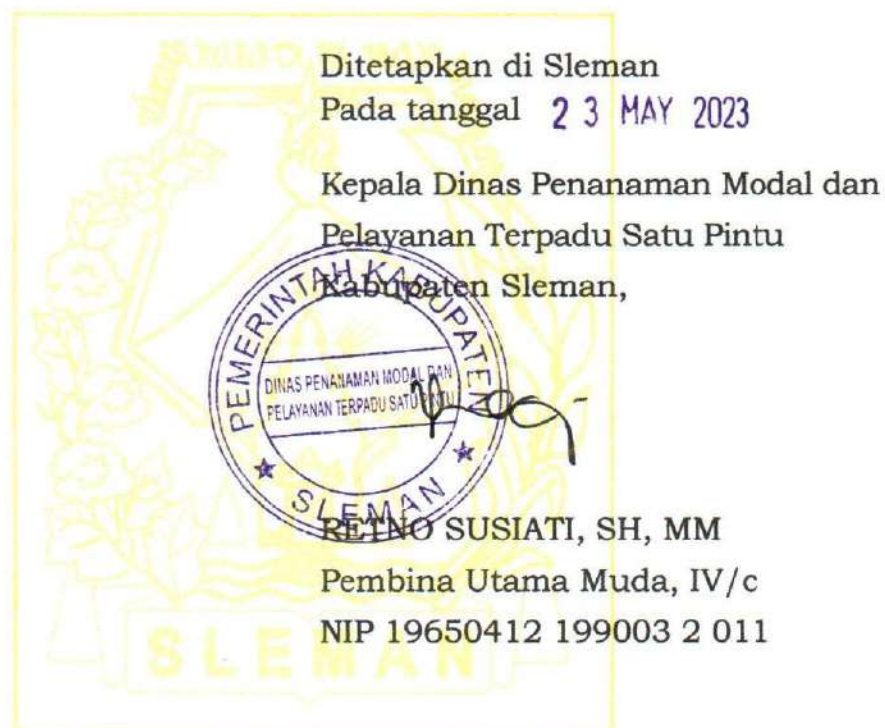 Ditetapkan di Sleman
Pada tanggal 23 MAY 2023
Kepala Dinas Penanaman Modal dan
Pelayanan Terpadu Satu Pintu
Kabupaten Sleman,
PEMERINTAH KABUPATEN
DINAS PENANAMAN MODAL DAN
PELAYANAN TERPADU SATU PINTU
SLEMAN
RETNO SUSIATI, SH, MM
Pembina Utama Muda, IV/c
NIP 19650412 199003 2 011
SLEMAN